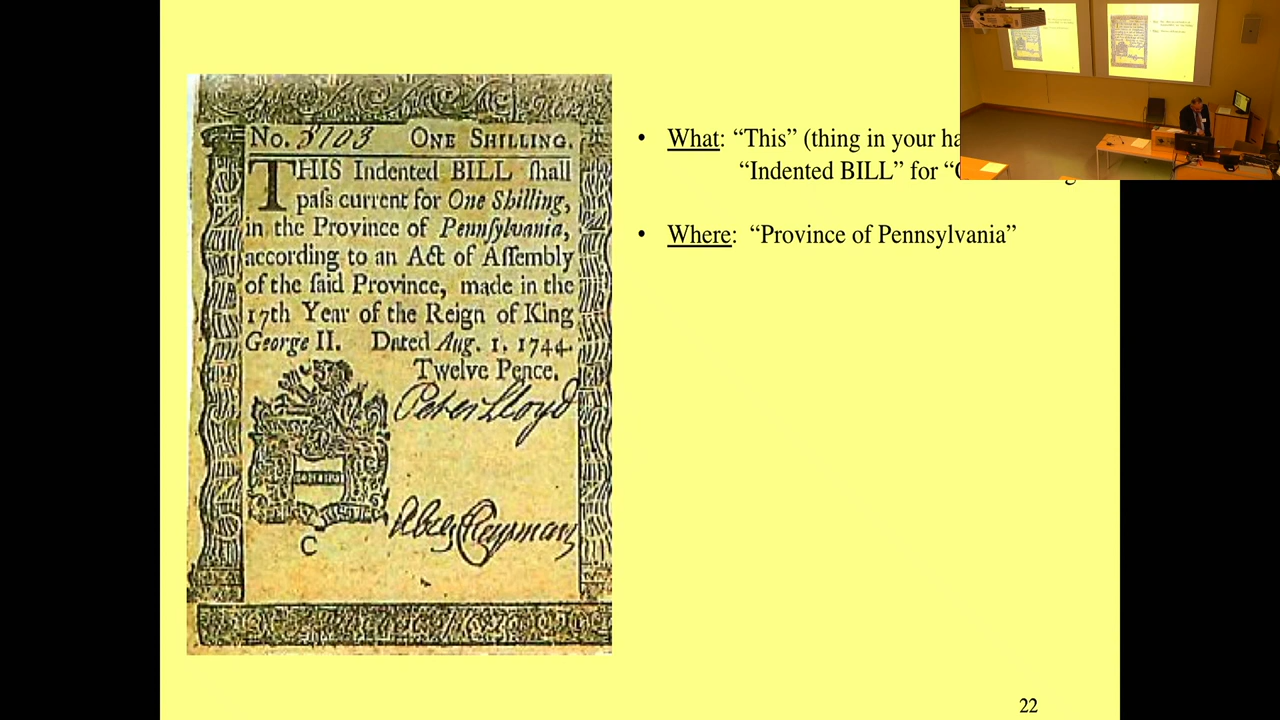 No. 3703 ONE SHILLING.
THIS Indented BILL ſhall
paſs current for One Shilling,
in the Province of Pennſylvania,
according to an Act of Aſſembly
of the ſaid Province, made in the
17th Year of the Reign of King
George II. Dated Aug. 1. 1744.
Twelve Pence.
Peter Lloyd
C
• What: “This” (thing in your ha
“Indented BILL” for “
• Where: “Province of Pennsylvania”
22